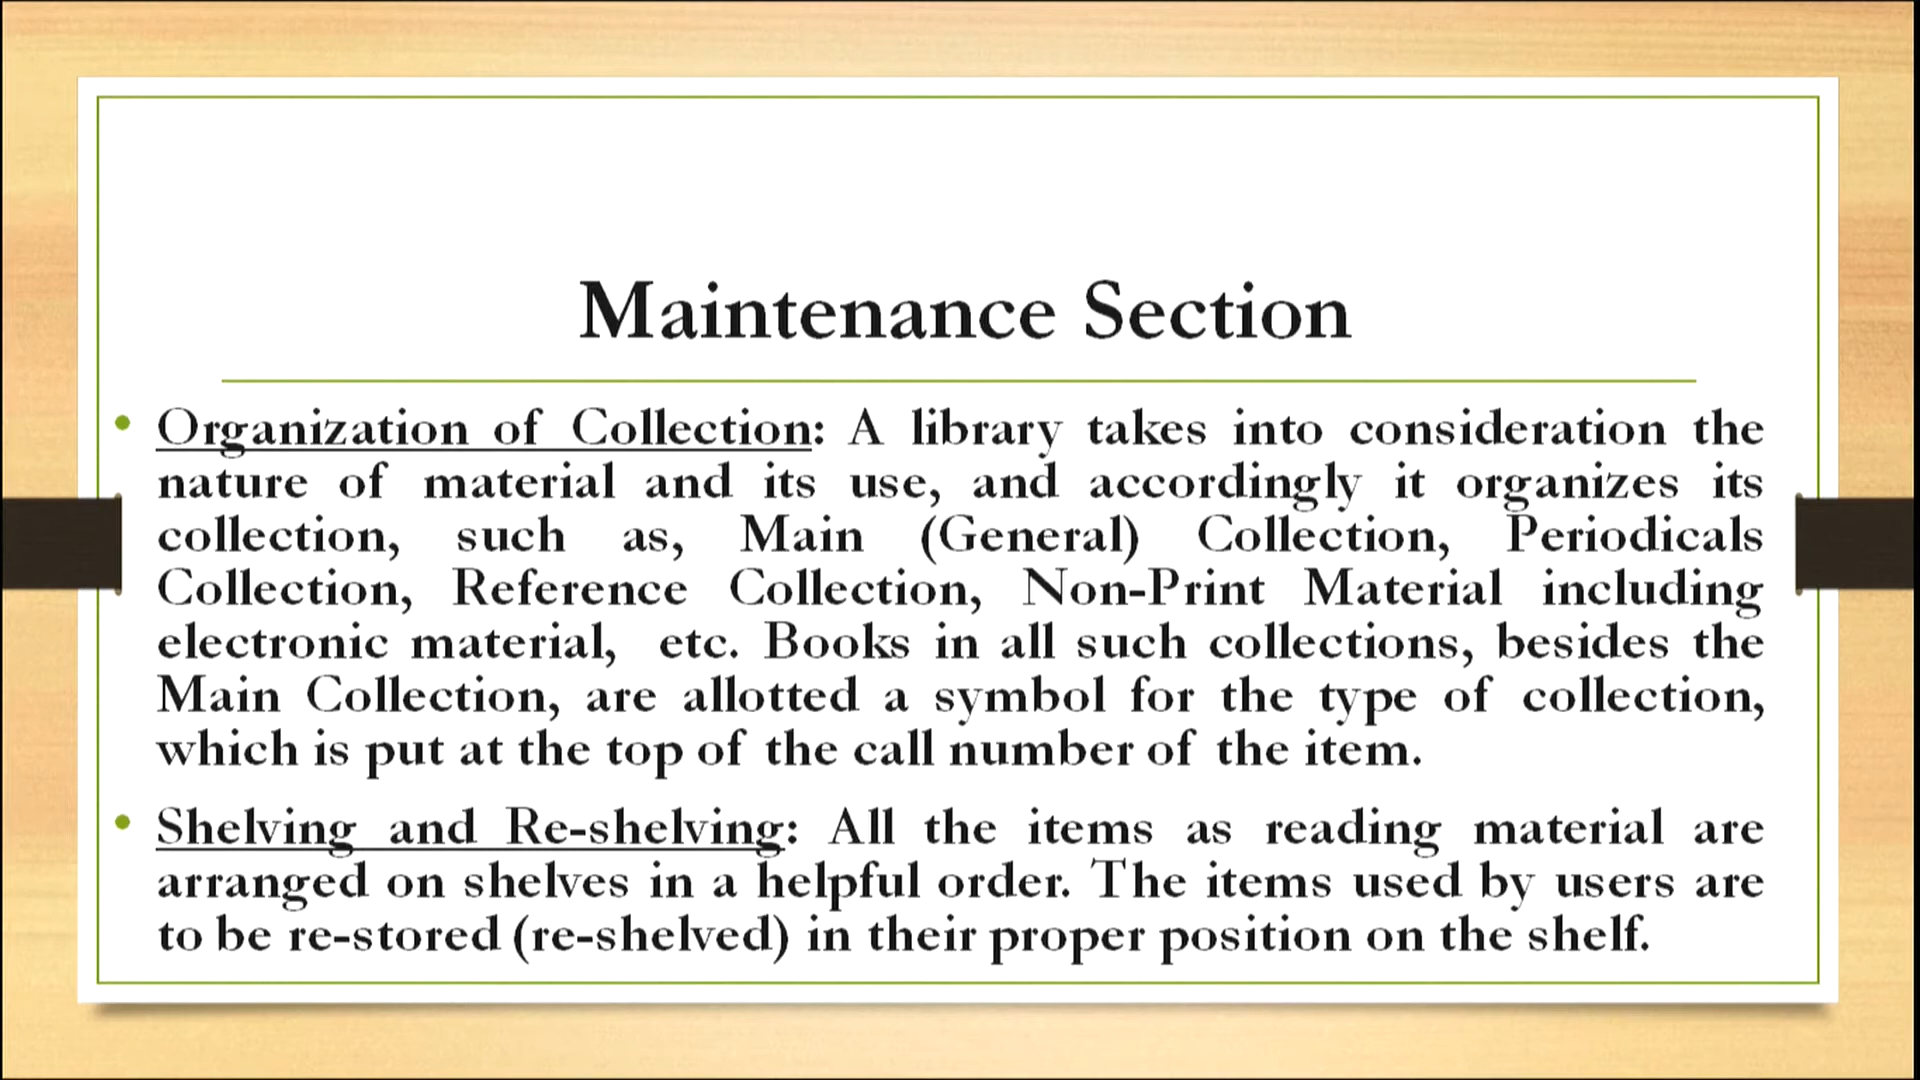 Maintenance Section
• Organization of Collection: A library takes into consideration the
nature of material and its use, and accordingly it organizes its
collection, such as, Main (General) Collection, Periodicals
Collection, Reference Collection, Non-Print Material including
electronic material, etc. Books in all such collections, besides the
Main Collection, are allotted a symbol for the type of collection,
which is put at the top of the call number of the item.
• Shelving and Re-shelving: All the items as reading material are
arranged on shelves in a helpful order. The items used by users are
to be re-stored (re-shelved) in their proper position on the shelf.